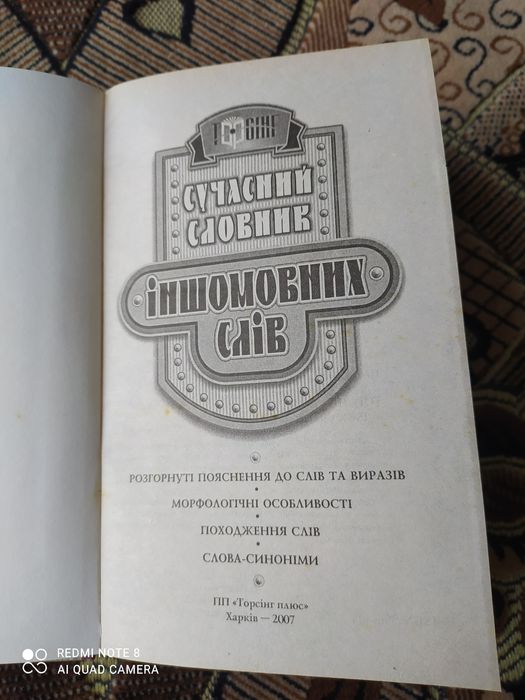 ТОРСІНГ
СУЧАСНИЙ
СЛОВНИК
ІНШОМОВНИХ
СЛІВ
РОЗГОРНУТІ ПОЯСНЕННЯ ДО СЛІВ ТА ВИРАЗІВ
•
МОРФОЛОГІЧНІ ОСОБЛИВОСТІ
•
ПОХОДЖЕННЯ СЛІВ
•
СЛОВА-СИНОНІМИ
ПП «Торсінг плюс»
Харків — 2007
REDMI NOTE 8
AI QUAD CAMERA